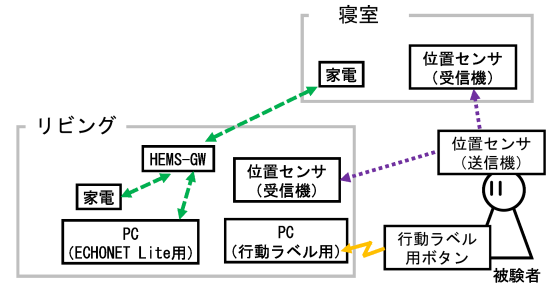 寝室
家電
位置センサ
(受信機)
リビング
HEMS-GW
位置センサ
(受信機)
位置センサ
(送信機)
家電
PC
(ECHONET Lite用)
PC
(行動ラベル用)
行動ラベル
用ボタン
被験者